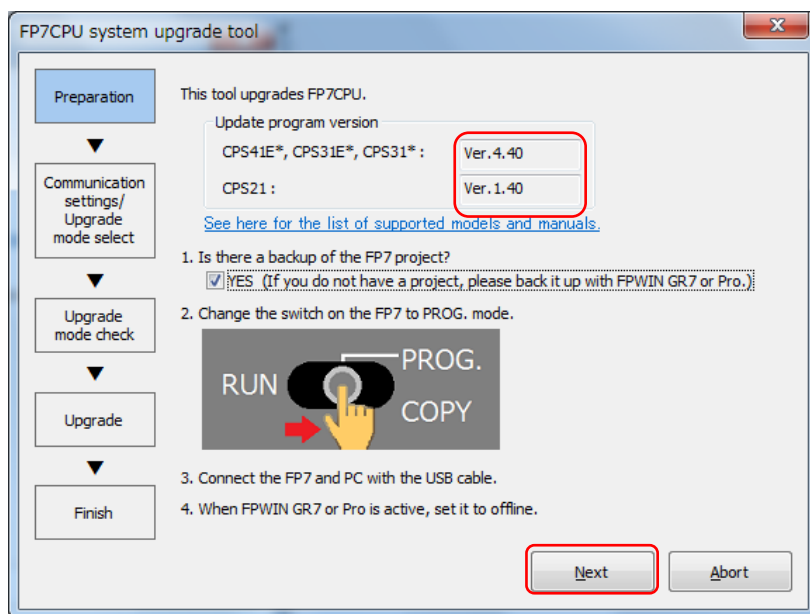 FP7CPU system upgrade tool
Preparation
▼
Communication
settings/
Upgrade
mode select
▼
Upgrade
mode check
▼
Upgrade
▼
Finish
This tool upgrades FP7CPU.
Update program version
CPS41E*, CPS31E*, CPS31* : Ver.4.40
CPS21 : Ver.1.40
See here for the list of supported models and manuals.
1. Is there a backup of the FP7 project?
YES (If you do not have a project, please back it up with FPWIN GR7 or Pro.)
2. Change the switch on the FP7 to PROG. mode.
PROG.
RUN
COPY
3. Connect the FP7 and PC with the USB cable.
4. When FPWIN GR7 or Pro is active, set it to offline.
Next Abort